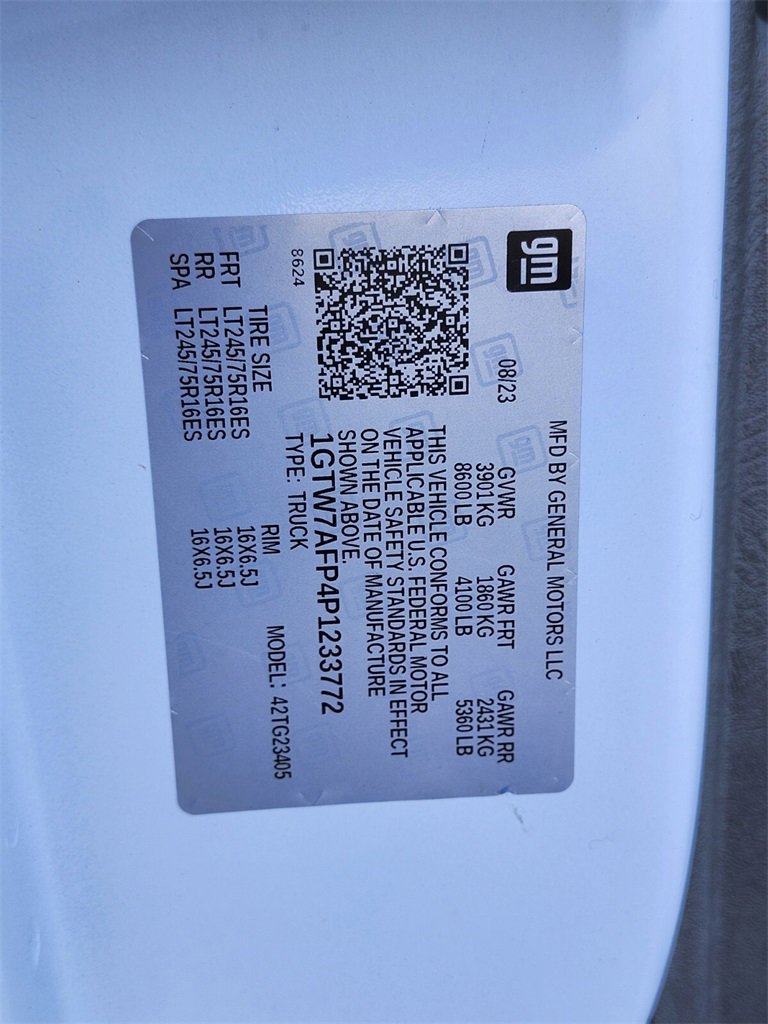 gm
MFD BY GENERAL MOTORS LLC
08/23 GVWR GAWR FRT GAWR RR
3901 KG 1860 KG 2431 KG
8600 LB 4100 LB 5360 LB
THIS VEHICLE CONFORMS TO ALL
APPLICABLE U.S. FEDERAL MOTOR
VEHICLE SAFETY STANDARDS IN EFFECT
ON THE DATE OF MANUFACTURE
SHOWN ABOVE.
1GTW7AFP4P1233772
8624 TYPE: TRUCK MODEL: 42TG23405
TIRE SIZE RIM
FRT LT245/75R16ES 16X6.5J
RR LT245/75R16ES 16X6.5J
SPA LT245/75R16ES 16X6.5J